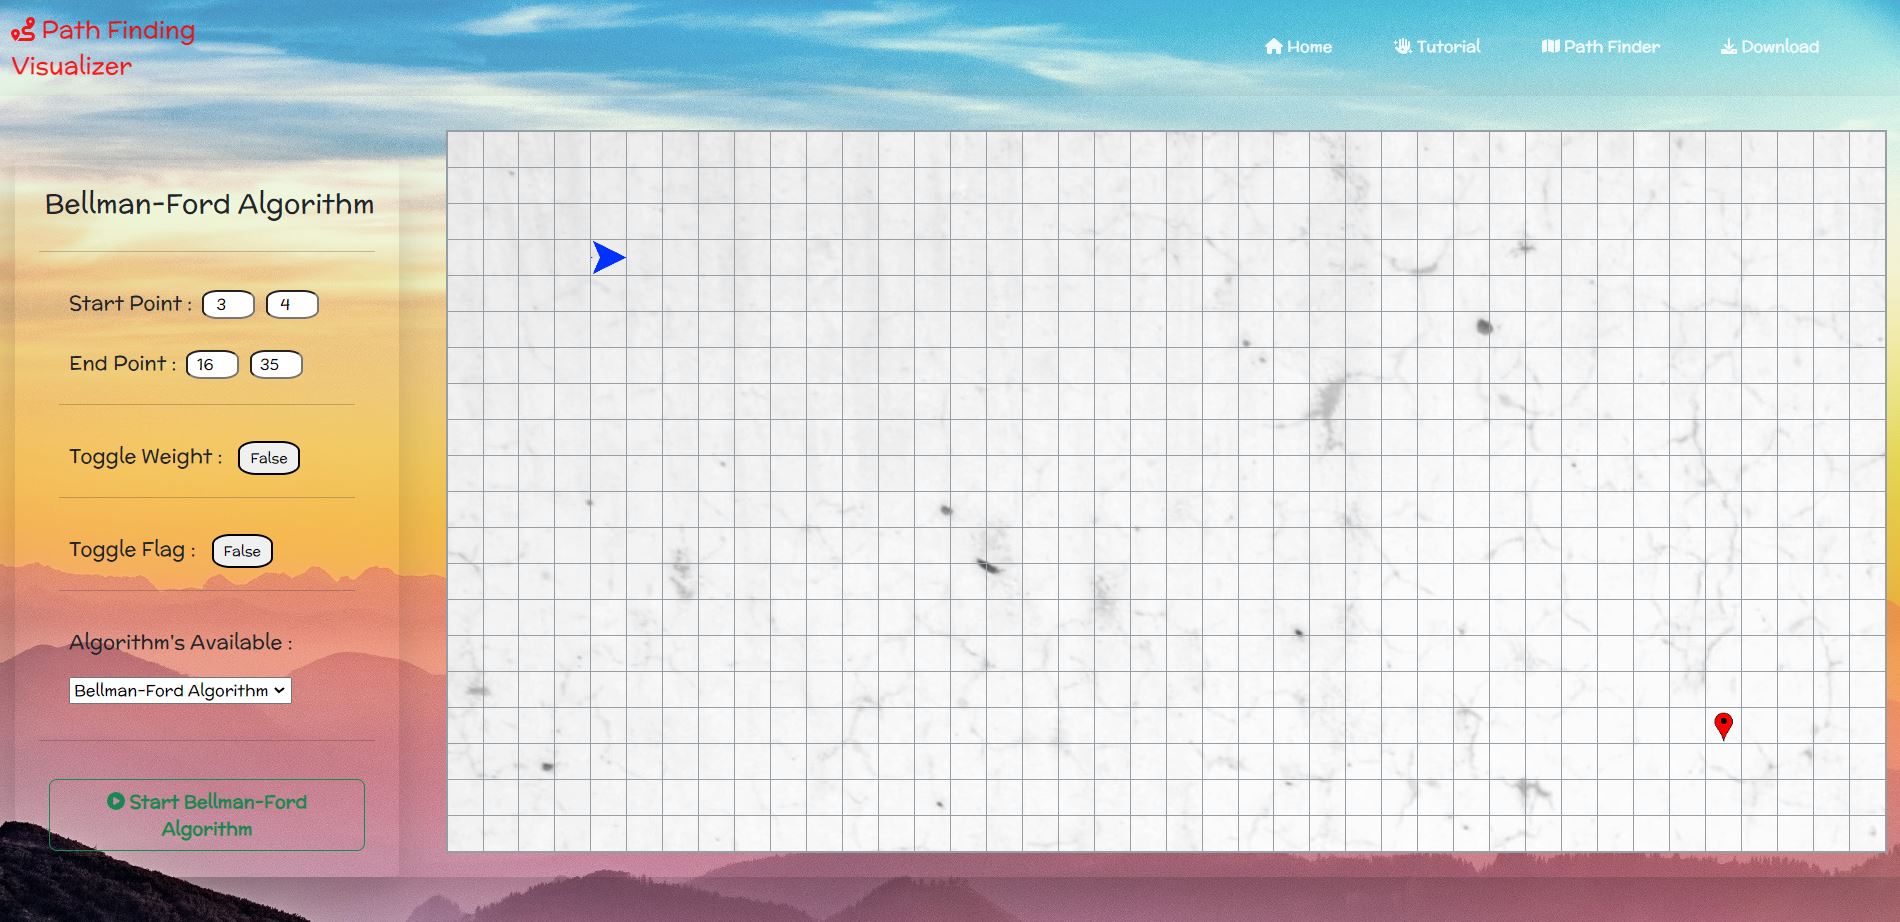 Path Finding
Visualizer
Home
Tutorial
Path Finder
Download
Bellman-Ford Algorithm
Start Point : 3 4
End Point : 16 35
Toggle Weight : False
Toggle Flag : False
Algorithm's Available :
Bellman-Ford Algorithm
Start Bellman-Ford
Algorithm